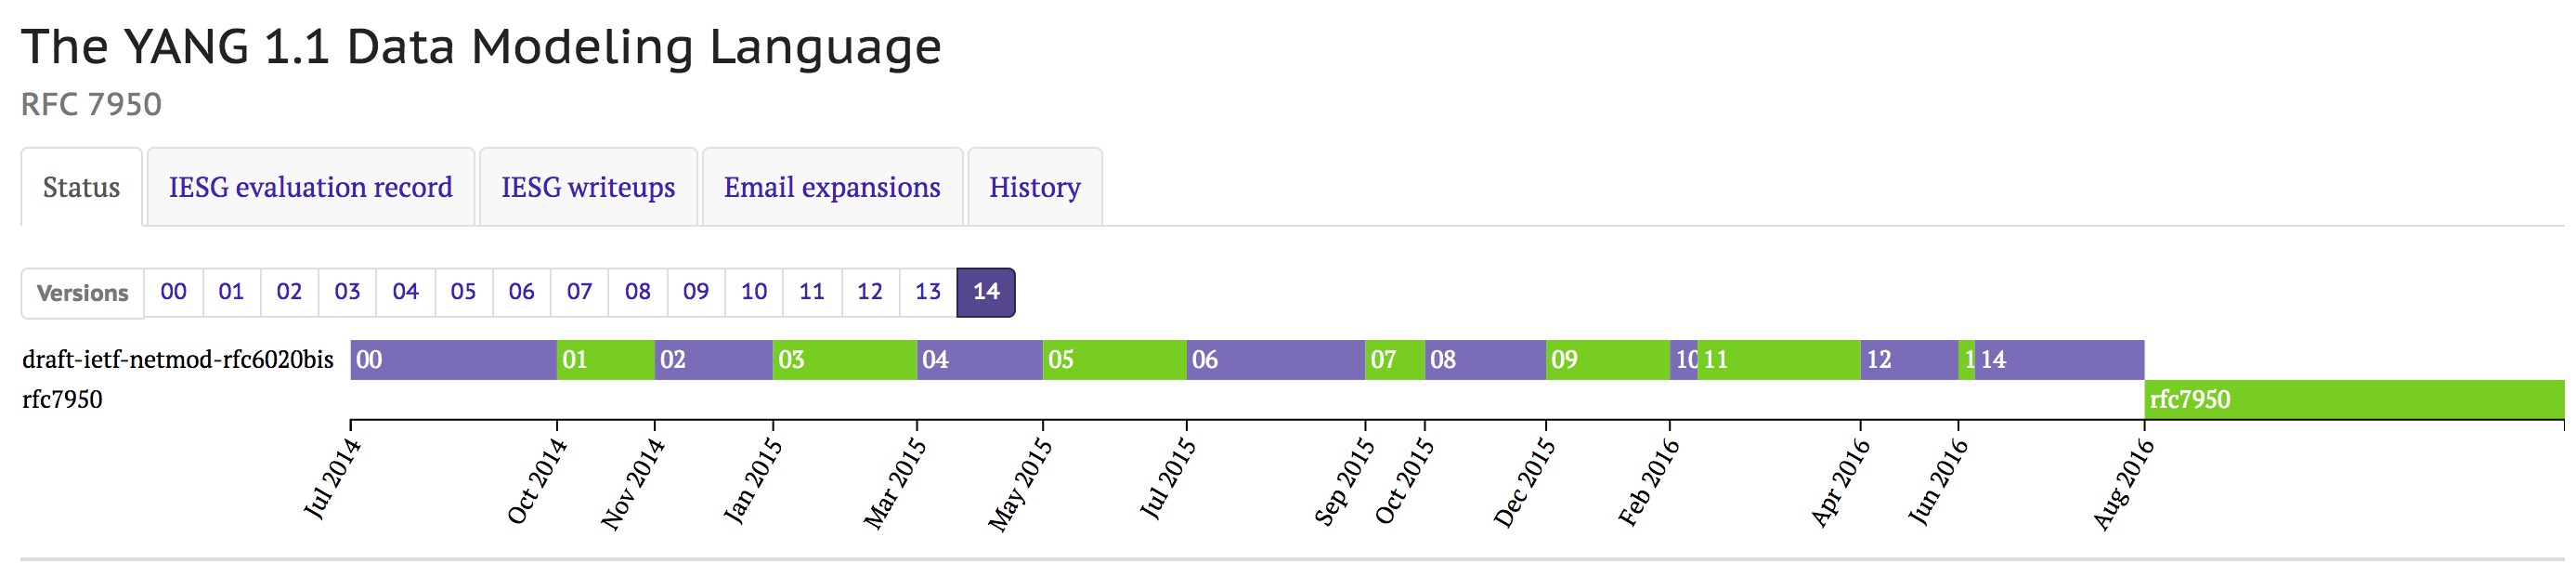 The YANG 1.1 Data Modeling Language
RFC 7950
Status IESG evaluation record IESG writeups Email expansions History
Versions 00 01 02 03 04 05 06 07 08 09 10 11 12 13 14
draft-ietf-netmod-rfc6020bis 00 01 02 03 04 05 06 07 08 09 10 11 12 1 14
rfc7950 rfc7950
Jul 2014 Oct 2014 Nov 2014 Jan 2015 Mar 2015 May 2015 Jul 2015 Sep 2015 Oct 2015 Dec 2015 Feb 2016 Apr 2016 Jun 2016 Aug 2016